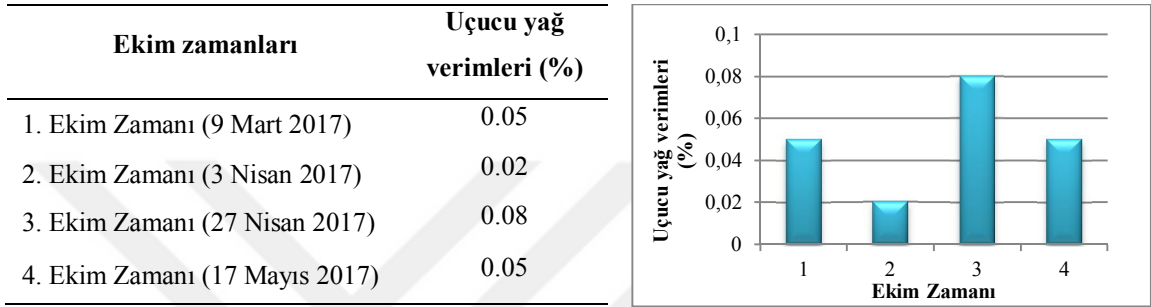 Ekim zamanları
Uçucu yağ
verimleri (%)
1. Ekim Zamanı (9 Mart 2017) 0.05
2. Ekim Zamanı (3 Nisan 2017) 0.02
3. Ekim Zamanı (27 Nisan 2017) 0.08
4. Ekim Zamanı (17 Mayıs 2017) 0.05
Uçucu yağ verimleri
(%)
0,1
0,08
0,06
0,04
0,02
0
1 2 3 4
Ekim Zamanı